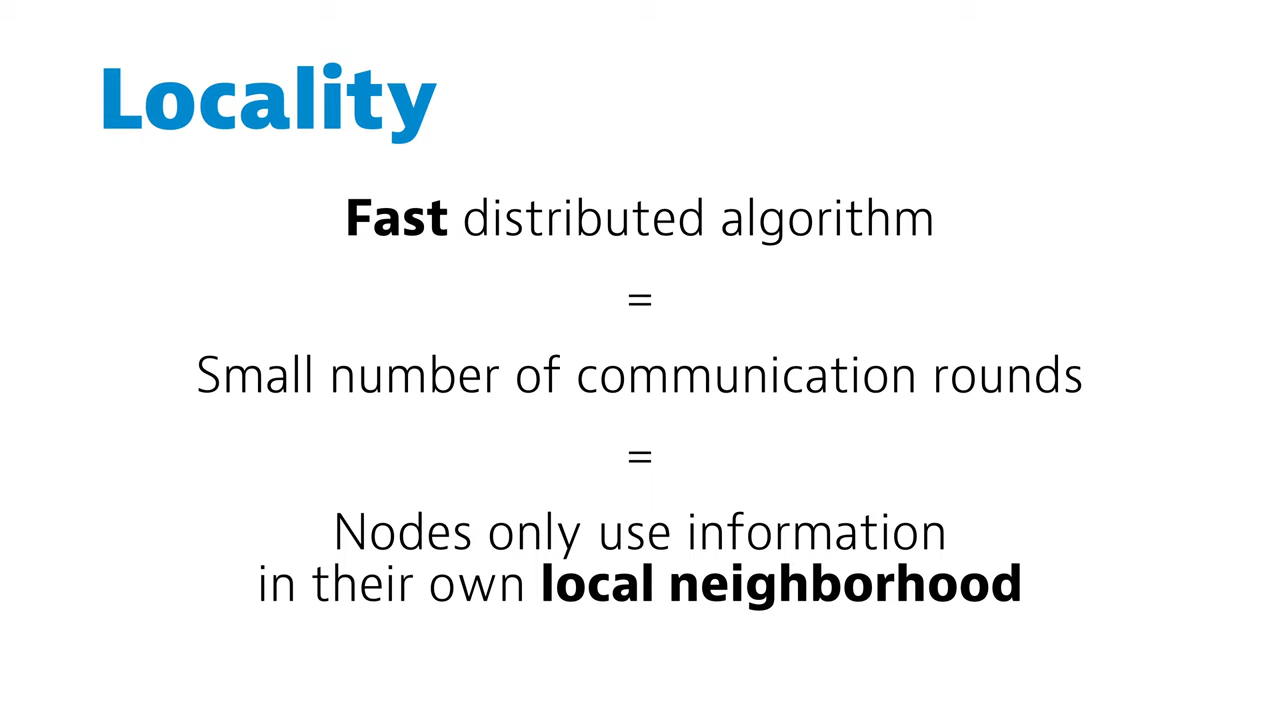 Locality
Fast distributed algorithm
=
Small number of communication rounds
=
Nodes only use information
in their own local neighborhood